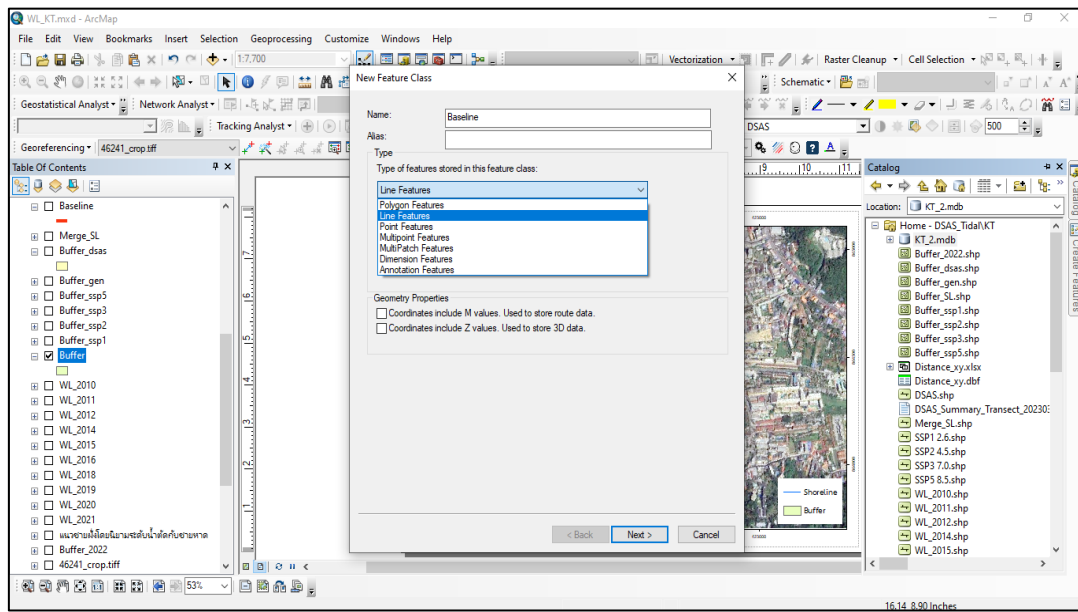 WL_KT.mxd - ArcMap
File Edit View Bookmarks Insert Selection Geoprocessing Customize Windows Help
1:7,700
Vectorization
Raster Cleanup
Cell Selection
Schematic
Geostatistical Analyst
Network Analyst
Tracking Analyst
DSAS
500
Georeferencing
46241_crop.tiff
Table Of Contents
Baseline
Merge_SL
Buffer_dsas
Buffer_gen
Buffer_ssp5
Buffer_ssp3
Buffer_ssp2
Buffer_ssp1
Buffer
WL_2010
WL_2011
WL_2012
WL_2014
WL_2015
WL_2016
WL_2018
WL_2019
WL_2020
WL_2021
แนวชายฝั่งโดยนิยามระดับน้ำตัดกับชายหาด
Buffer_2022
46241_crop.tiff
53%
New Feature Class
Name:
Baseline
Alias:
Type
Type of features stored in this feature class:
Line Features
Polygon Features
Line Features
Point Features
Multipoint Features
MultiPatch Features
Dimension Features
Annotation Features
Geometry Properties
Coordinates include M values. Used to store route data.
Coordinates include Z values. Used to store 3D data.
< Back
Next >
Cancel
9 10 11
Shoreline
Buffer
Catalog
Location: KT_2.mdb
Home - DSAS_Tidal\KT
KT_2.mdb
Buffer_2022.shp
Buffer_dsas.shp
Buffer_gen.shp
Buffer_SL.shp
Buffer_ssp1.shp
Buffer_ssp2.shp
Buffer_ssp3.shp
Buffer_ssp5.shp
Distance_xy.xlsx
Distance_xy.dbf
DSAS.shp
DSAS_Summary_Transect_20230
Merge_SL.shp
SSP1 2.6.shp
SSP2 4.5.shp
SSP3 7.0.shp
SSP5 8.5.shp
WL_2010.shp
WL_2011.shp
WL_2012.shp
WL_2014.shp
WL_2015.shp
Create Features
16.14 8.90 Inches